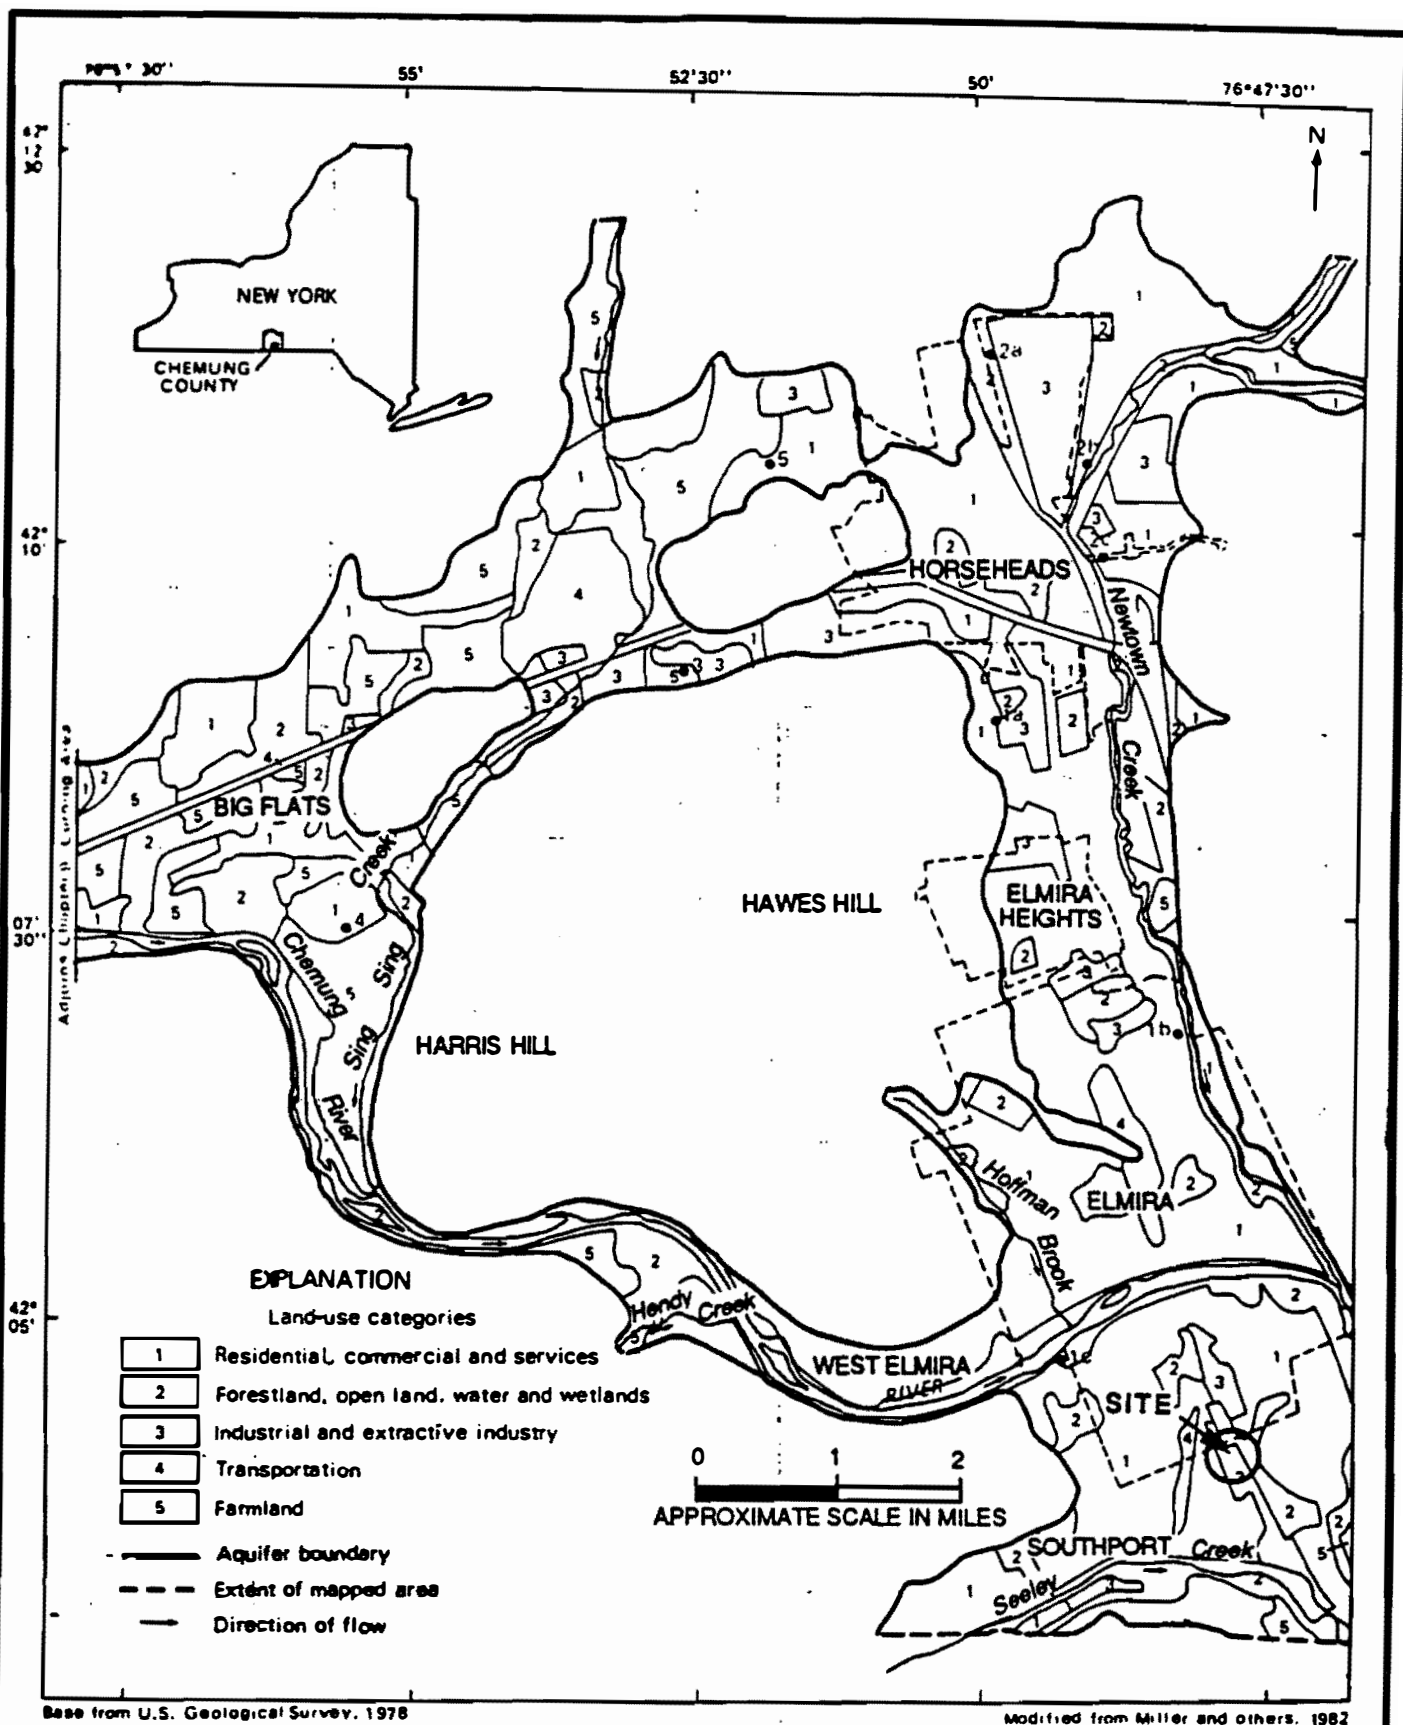 55'
52'30''
50'
76°47'30''
42°
12
30
N
NEW YORK
CHEMUNG
COUNTY
42°
10'
HORSEHEADS
Newtown
Creek
BIG FLATS
Creek
07'
30''
HAWES HILL
ELMIRA
HEIGHTS
Chemung
Sing
Sing
River
HARRIS HILL
Hoffman
Brook
ELMIRA
EXPLANATION
Land-use categories
Hendy Creek
42°
05'
1 Residential, commercial and services
2 Forestland, open land, water and wetlands
3 Industrial and extractive industry
4 Transportation
5 Farmland
Aquifer boundary
Extent of mapped area
Direction of flow
WEST ELMIRA
RIVER
SITE
0 1 2
APPROXIMATE SCALE IN MILES
SOUTHPORT Creek
Seeley
Base from U.S. Geological Survey, 1978
Modified from Miller and others, 1982